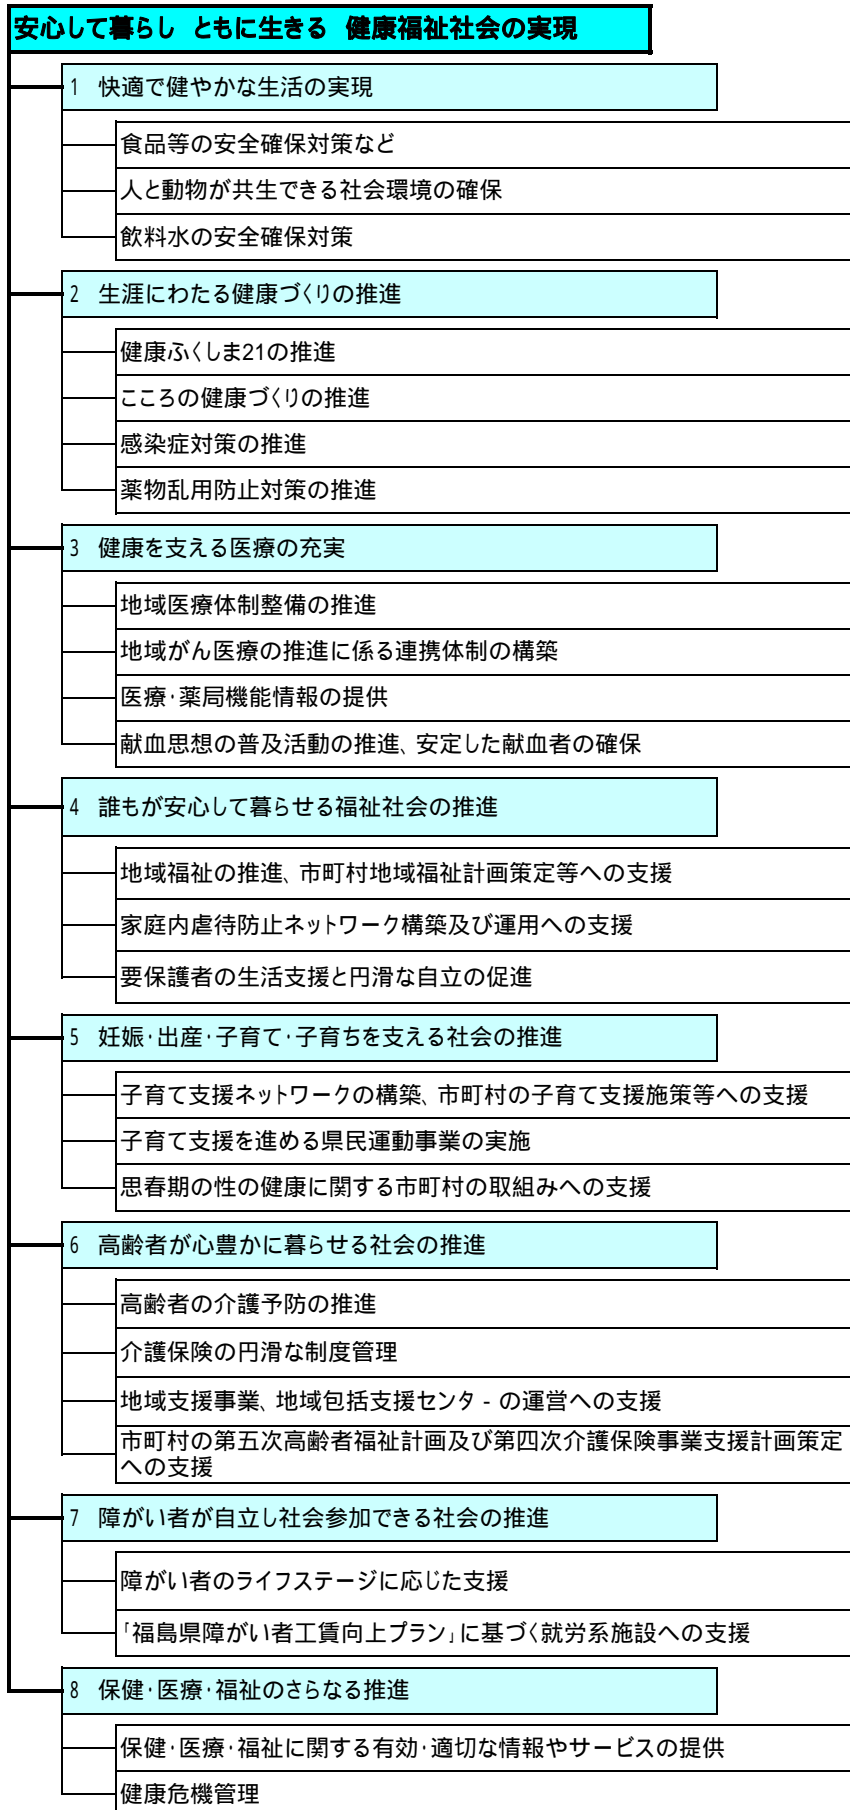 安心して暮らし ともに生きる 健康福祉社会の実現
1 快適で健やかな生活の実現
食品等の安全確保対策など
人と動物が共生できる社会環境の確保
飲料水の安全確保対策
2 生涯にわたる健康づくりの推進
健康ふくしま21の推進
こころの健康づくりの推進
感染症対策の推進
薬物乱用防止対策の推進
3 健康を支える医療の充実
地域医療体制整備の推進
地域がん医療の推進に係る連携体制の構築
医療・薬局機能情報の提供
献血思想の普及活動の推進、安定した献血者の確保
4 誰もが安心して暮らせる福祉社会の推進
地域福祉の推進、市町村地域福祉計画策定等への支援
家庭内虐待防止ネットワーク構築及び運用への支援
要保護者の生活支援と円滑な自立の促進
5 妊娠・出産・子育て・子育ちを支える社会の推進
子育て支援ネットワークの構築、市町村の子育て支援施策等への支援
子育て支援を進める県民運動事業の実施
思春期の性の健康に関する市町村の取組みへの支援
6 高齢者が心豊かに暮らせる社会の推進
高齢者の介護予防の推進
介護保険の円滑な制度管理
地域支援事業、地域包括支援センタ-の運営への支援
市町村の第五次高齢者福祉計画及び第四次介護保険事業支援計画策定
への支援
7 障がい者が自立し社会参加できる社会の推進
障がい者のライフステージに応じた支援
「福島県障がい者工賃向上プラン」に基づく就労系施設への支援
8 保健・医療・福祉のさらなる推進
保健・医療・福祉に関する有効・適切な情報やサービスの提供
健康危機管理